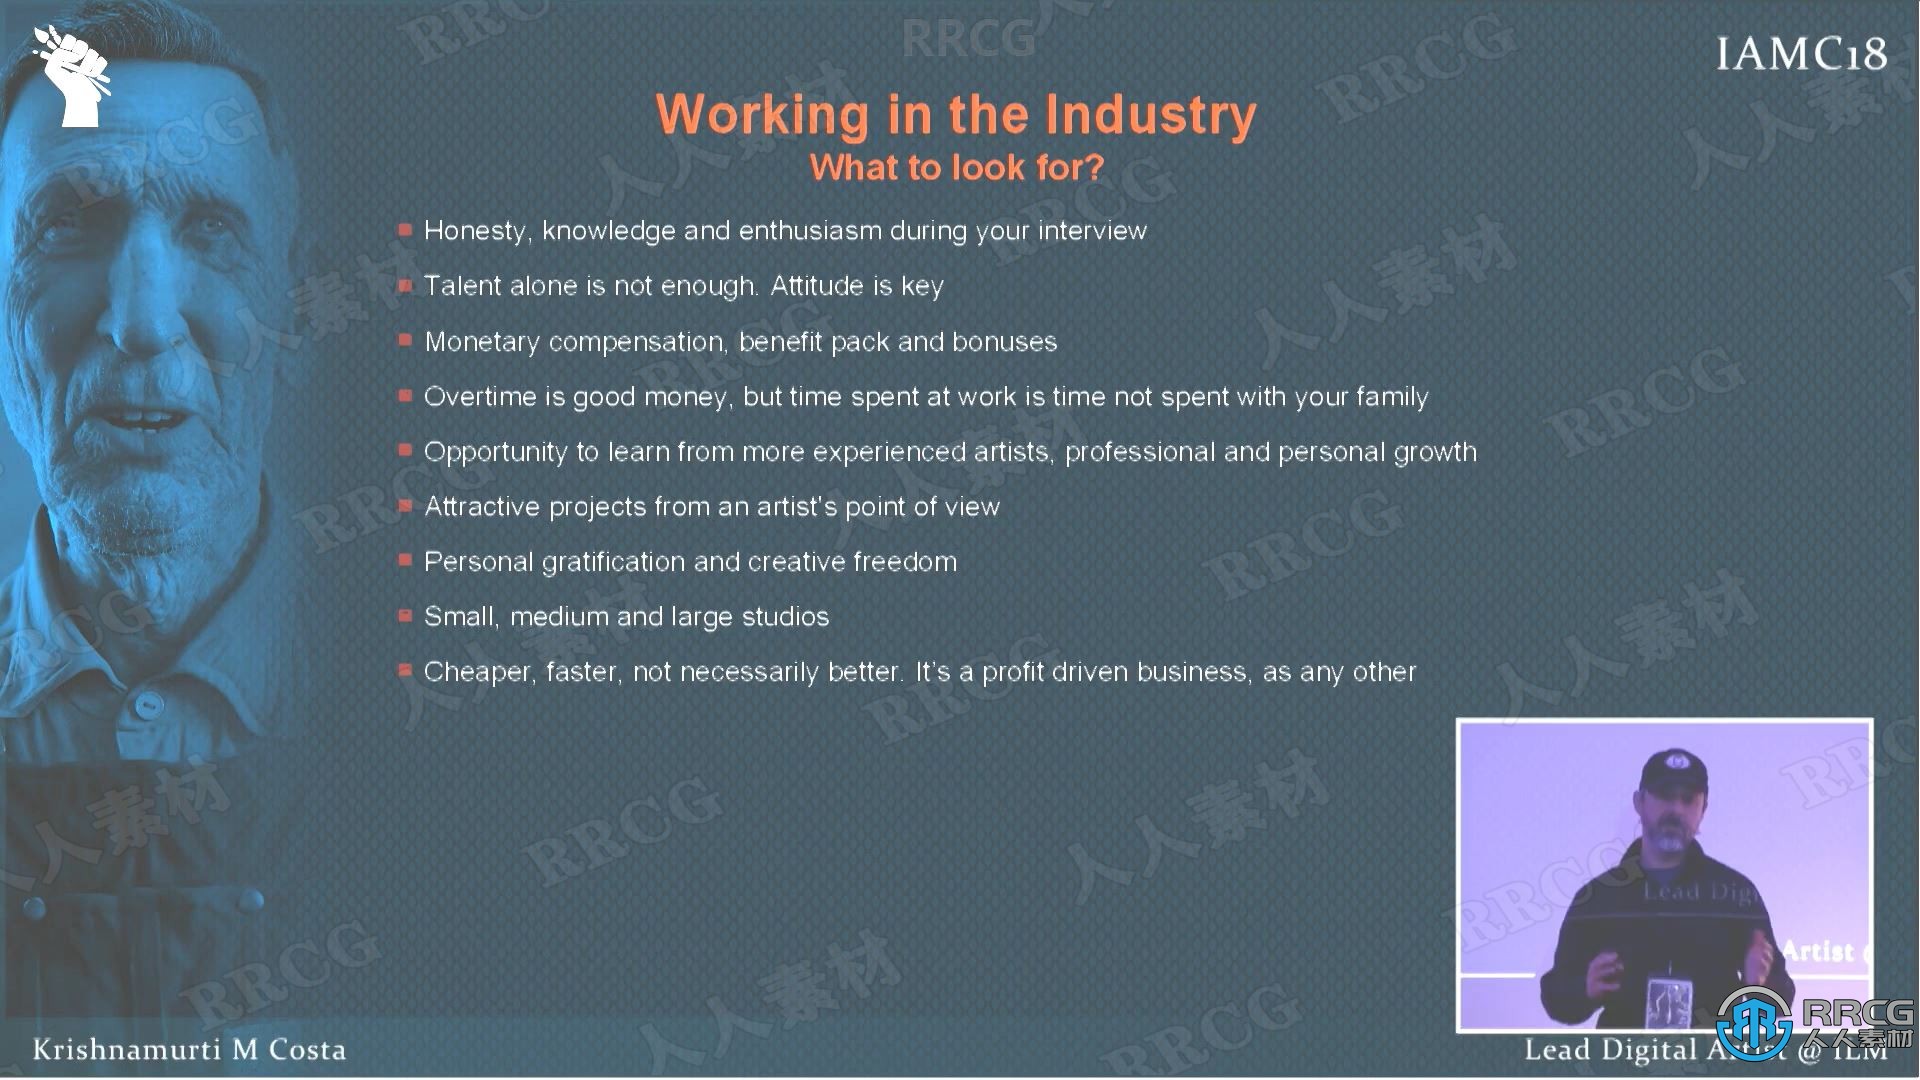 RRCG
IAMC18
Working in the Industry
What to look for?
Honesty, knowledge and enthusiasm during your interview
Talent alone is not enough. Attitude is key
Monetary compensation, benefit pack and bonuses
Overtime is good money, but time spent at work is time not spent with your family
Opportunity to learn from more experienced artists, professional and personal growth
Attractive projects from an artist's point of view
Personal gratification and creative freedom
Small, medium and large studios
Cheaper, faster, not necessarily better. It's a profit driven business, as any other
Lead Digi
Artist
RRCG
人人素材
Krishnamurti M Costa
Lead Digital Artist @ ILM